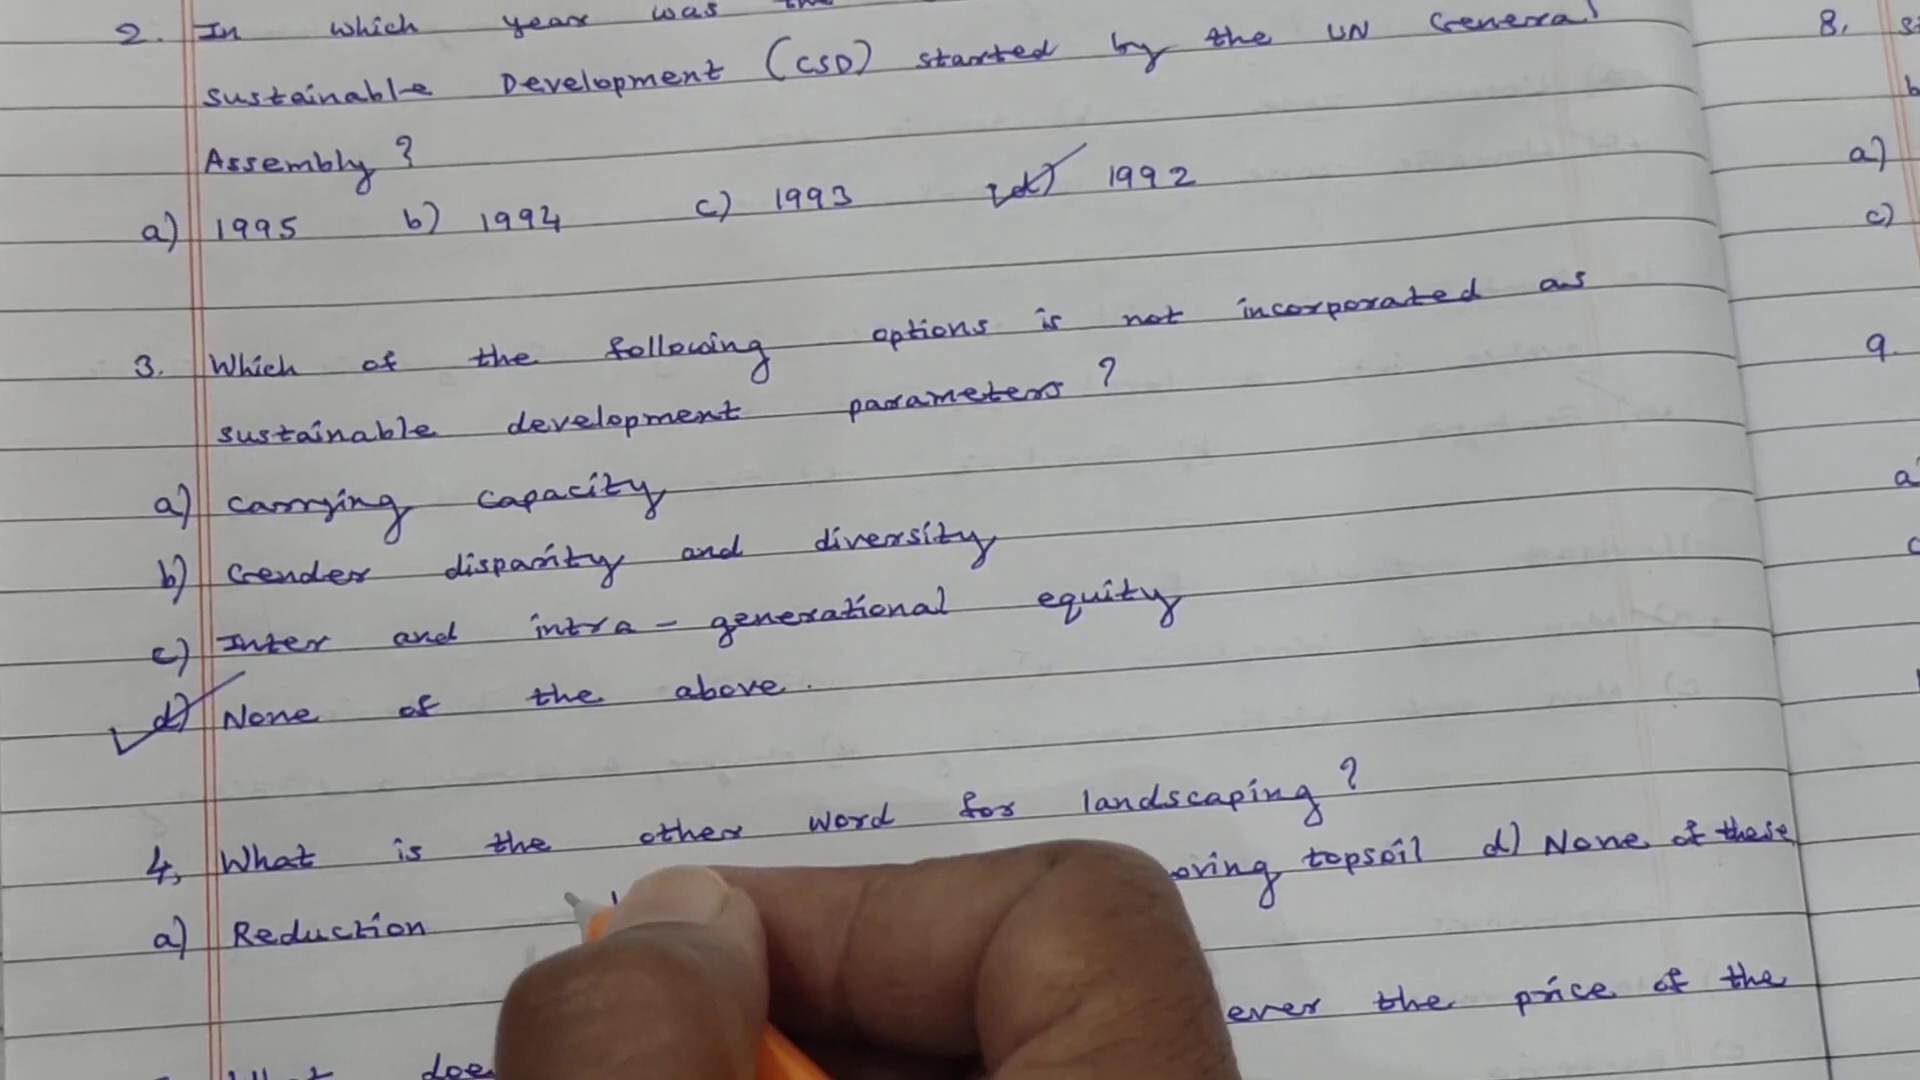 2. In which year was the
sustainable Development (CSD) started by the UN General
Assembly ?
a) 1995 b) 1994 c) 1993 d) 1992
3. Which of the following options is not incorporated as
sustainable development parameters ?
a) Carrying capacity
b) Gender disparity and diversity
c) Inter and intra - generational equity
d) None of the above.
4. What is the other word for landscaping ?
a) Reduction oving topsoil d) None of these
ever the price of the
8.
b
a)
c)
9.
a
c